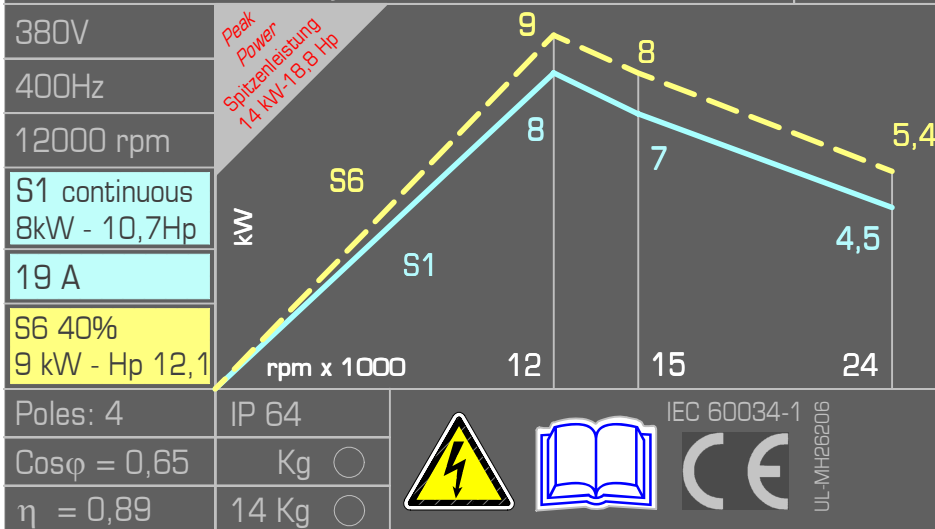 380V
400Hz
12000 rpm
S1 continuous
8kW - 10,7Hp
19 A
S6 40%
9 kW - Hp 12,1
Peak
Power
Spitzenleistung
14 kW-18,8 Hp
kW
S6
S1
9
8
5,4
8
7
4,5
rpm x 1000
12
15
24
Poles: 4
IP 64
Cosφ = 0,65
Kg
η = 0,89
14 Kg
IEC 60034-1
CE
UL-MH26206